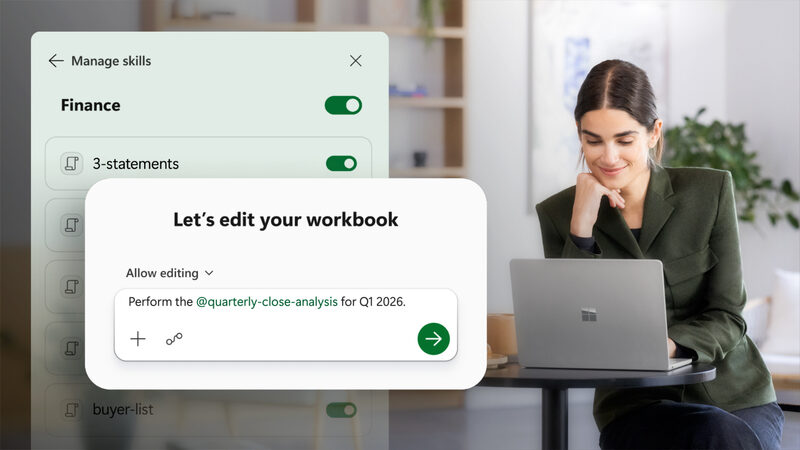 Manage skills
Finance
3-statements
Let's edit your workbook
Allow editing
Perform the @quarterly-close-analysis for Q1 2026.
buyer-list